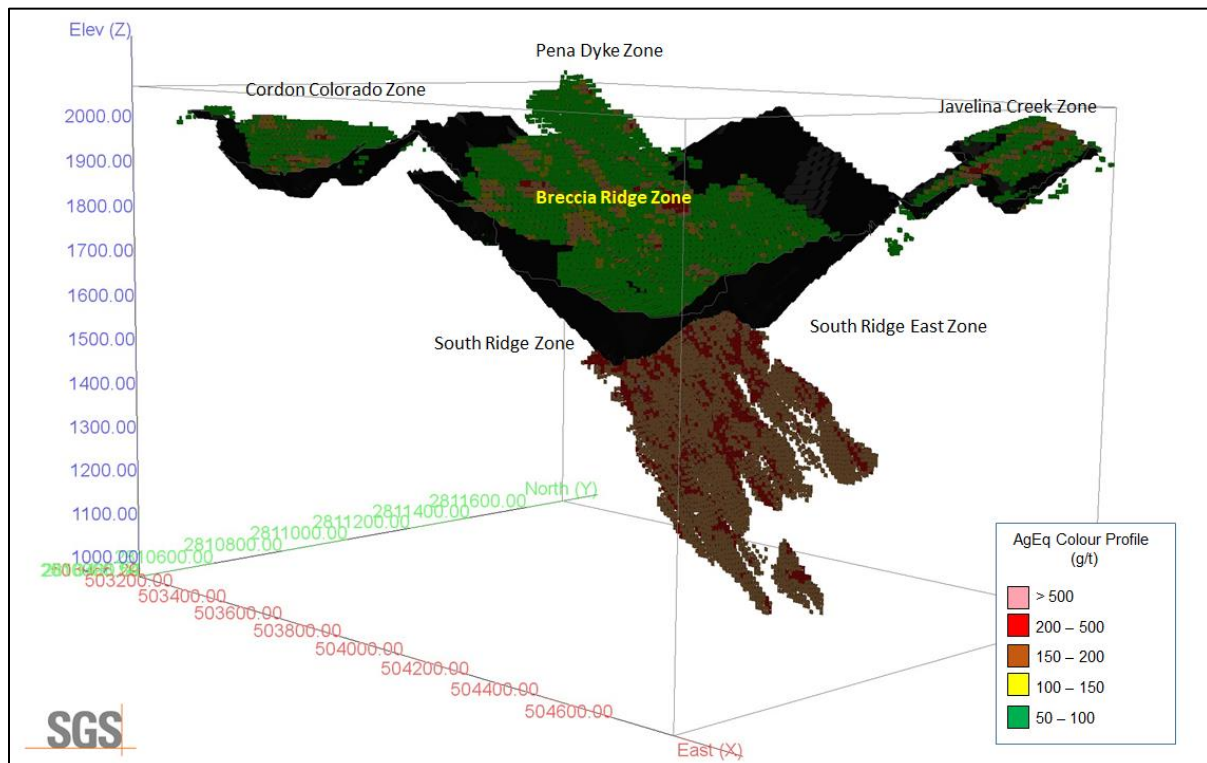 Elev (Z)
Pena Dyke Zone
Cordon Colorado Zone
Javelina Creek Zone
2000.00
1900.00
1800.00
1700.00
1600.00
1500.00
1400.00
1300.00
1200.00
1100.00
1000.00
Breccia Ridge Zone
South Ridge Zone
South Ridge East Zone
North (Y)
2811600.00
2811400.00
2811200.00
2811000.00
2810800.00
2810600.00
503200.00
503400.00
503600.00
503800.00
504000.00
504200.00
504400.00
504600.00
East (X)
AgEq Colour Profile
(g/t)
> 500
200 – 500
150 – 200
100 – 150
50 – 100
SGS